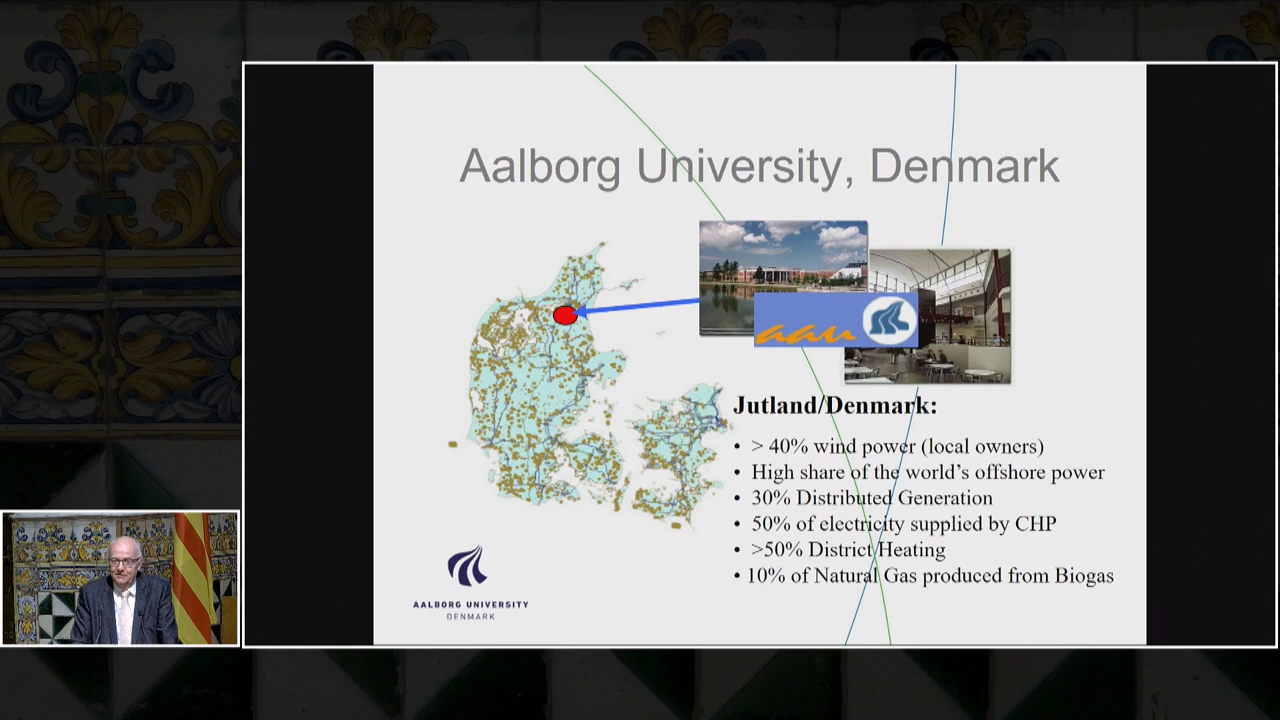 Aalborg University, Denmark
aau
Jutland/Denmark:
• > 40% wind power (local owners)
• High share of the world's offshore power
• 30% Distributed Generation
• 50% of electricity supplied by CHP
• >50% District Heating
• 10% of Natural Gas produced from Biogas
AALBORG UNIVERSITY
DENMARK